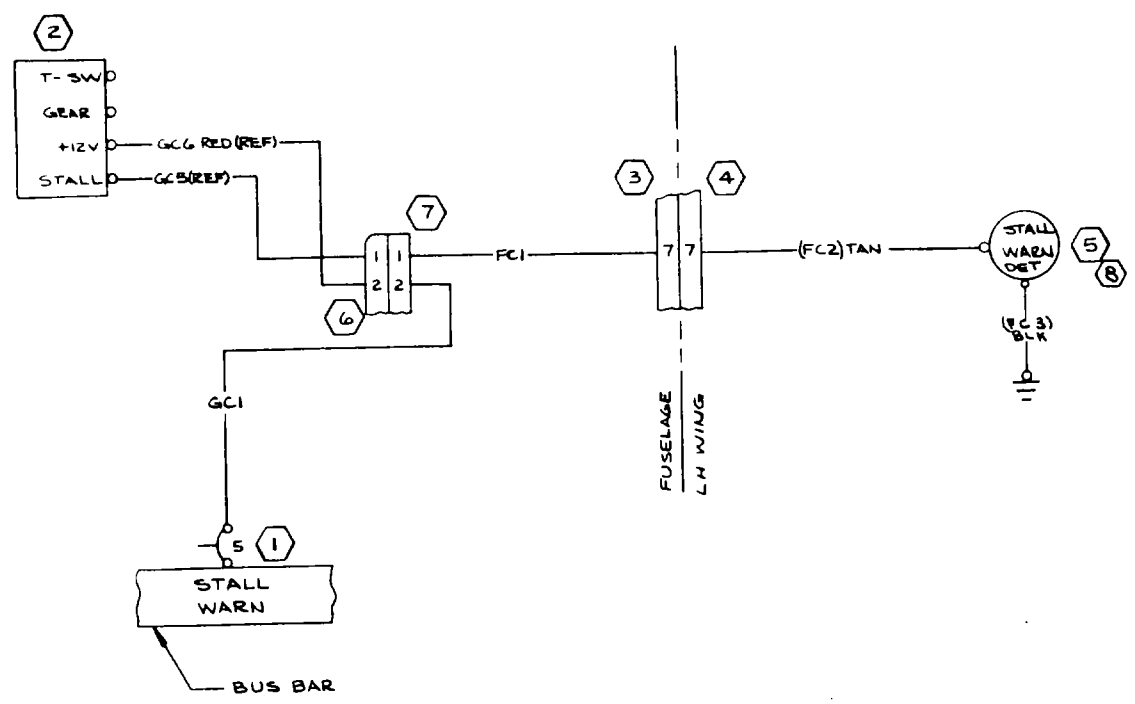 2
T-SW
GEAR
+12V
STALL
GC6 RED (REF)
GC5 (REF)
7
1 1
2 2
6
FC1
3
4
7 7
(FC2) TAN
STALL
WARN
DET
5
8
(FC3)
BLK
FUSELAGE
LH WING
GC1
5
1
STALL
WARN
BUS BAR